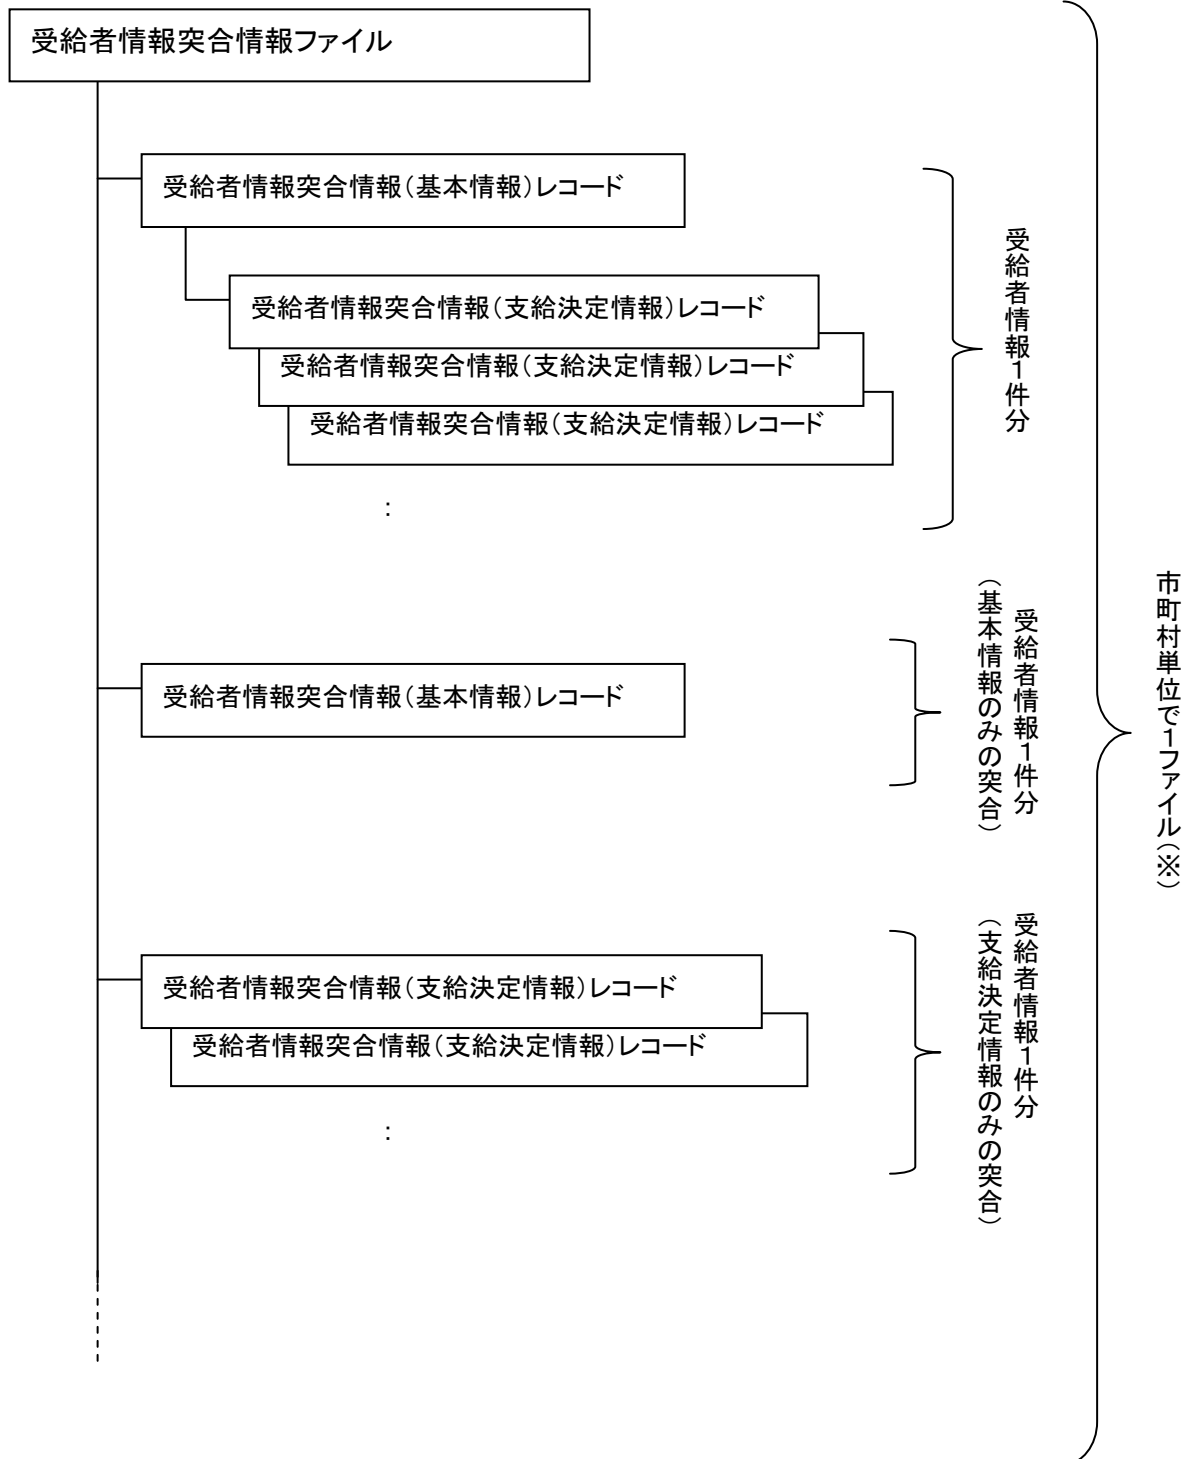 受給者情報突合情報ファイル
受給者情報突合情報(基本情報)レコード
受給者情報突合情報(支給決定情報)レコード
受給者情報突合情報(支給決定情報)レコード
受給者情報突合情報(支給決定情報)レコード
:
受給者情報1件分
受給者情報突合情報(基本情報)レコード
受給者情報1件分
(基本情報のみの突合)
受給者情報突合情報(支給決定情報)レコード
受給者情報突合情報(支給決定情報)レコード
:
受給者情報1件分
(支給決定情報のみの突合)
市町村単位で1ファイル(※)